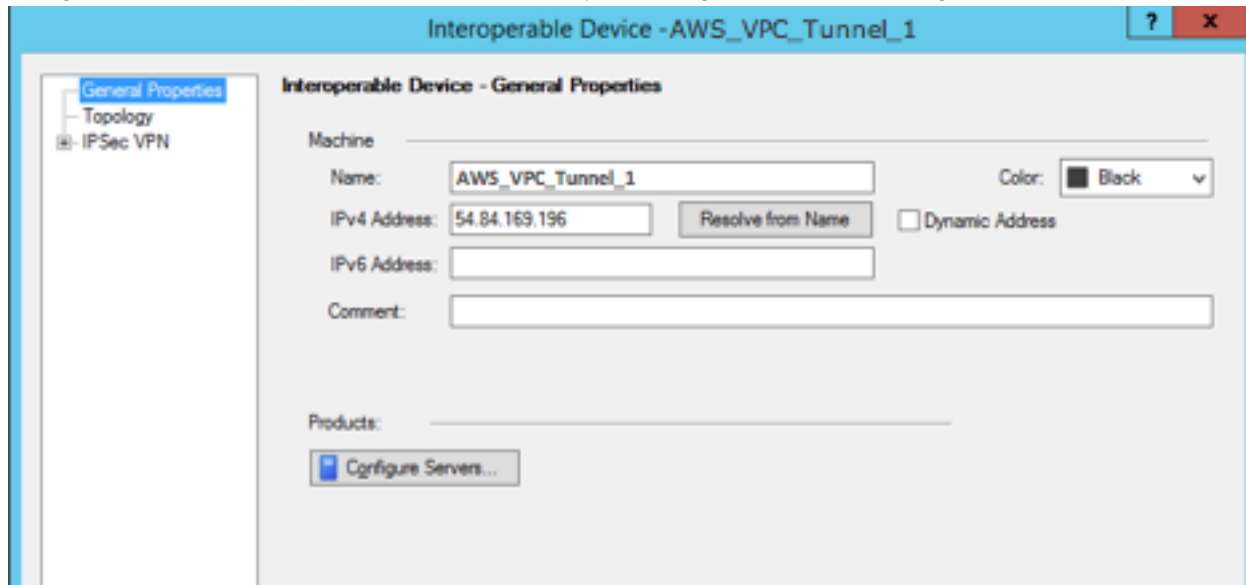 Interoperable Device -AWS_VPC_Tunnel_1
? x
General Properties
Topology
IPSec VPN
Interoperable Device - General Properties
Machine
Name: AWS_VPC_Tunnel_1 Color: Black
IPv4 Address: 54.84.169.196 Resolve from Name Dynamic Address
IPv6 Address:
Comment:
Products:
Configure Servers...